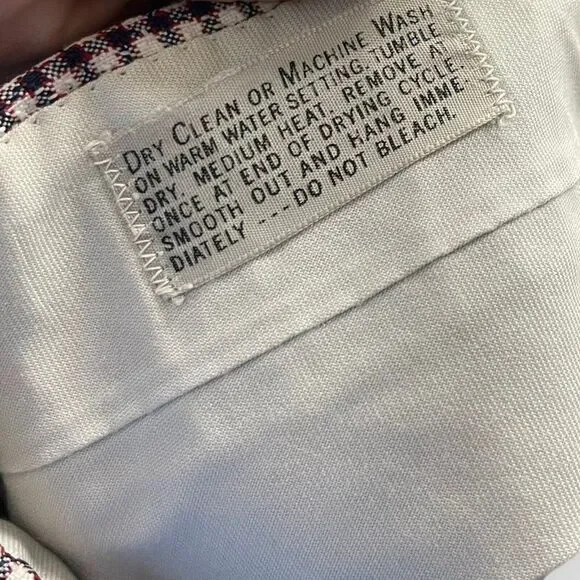 DRY CLEAN OR MACHINE WASH
ON WARM WATER SETTING, TUMBLE
DRY, MEDIUM HEAT. REMOVE AT
ONCE AT END OF DRYING CYCLE,
SMOOTH OUT AND HANG IMME
DIATELY --- DO NOT BLEACH.